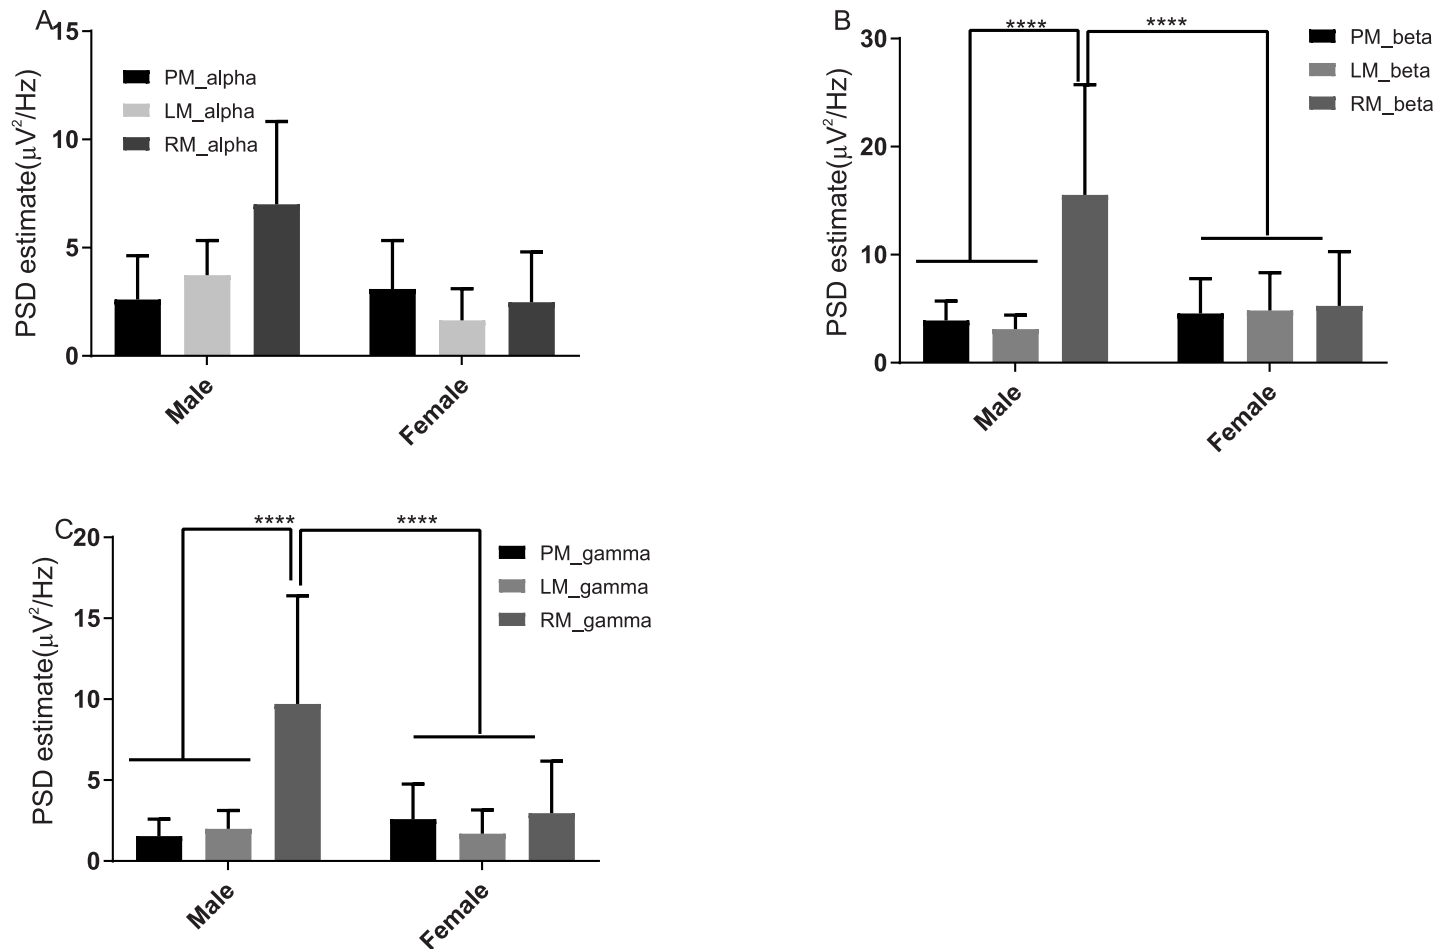 A
PSD estimate(μV²/Hz)
15
10
5
0
PM_alpha
LM_alpha
RM_alpha
Male
Female
B
PSD estimate(μV²/Hz)
30
20
10
0
****
****
PM_beta
LM_beta
RM_beta
Male
Female
C
PSD estimate(μV²/Hz)
20
15
10
5
0
****
****
PM_gamma
LM_gamma
RM_gamma
Male
Female